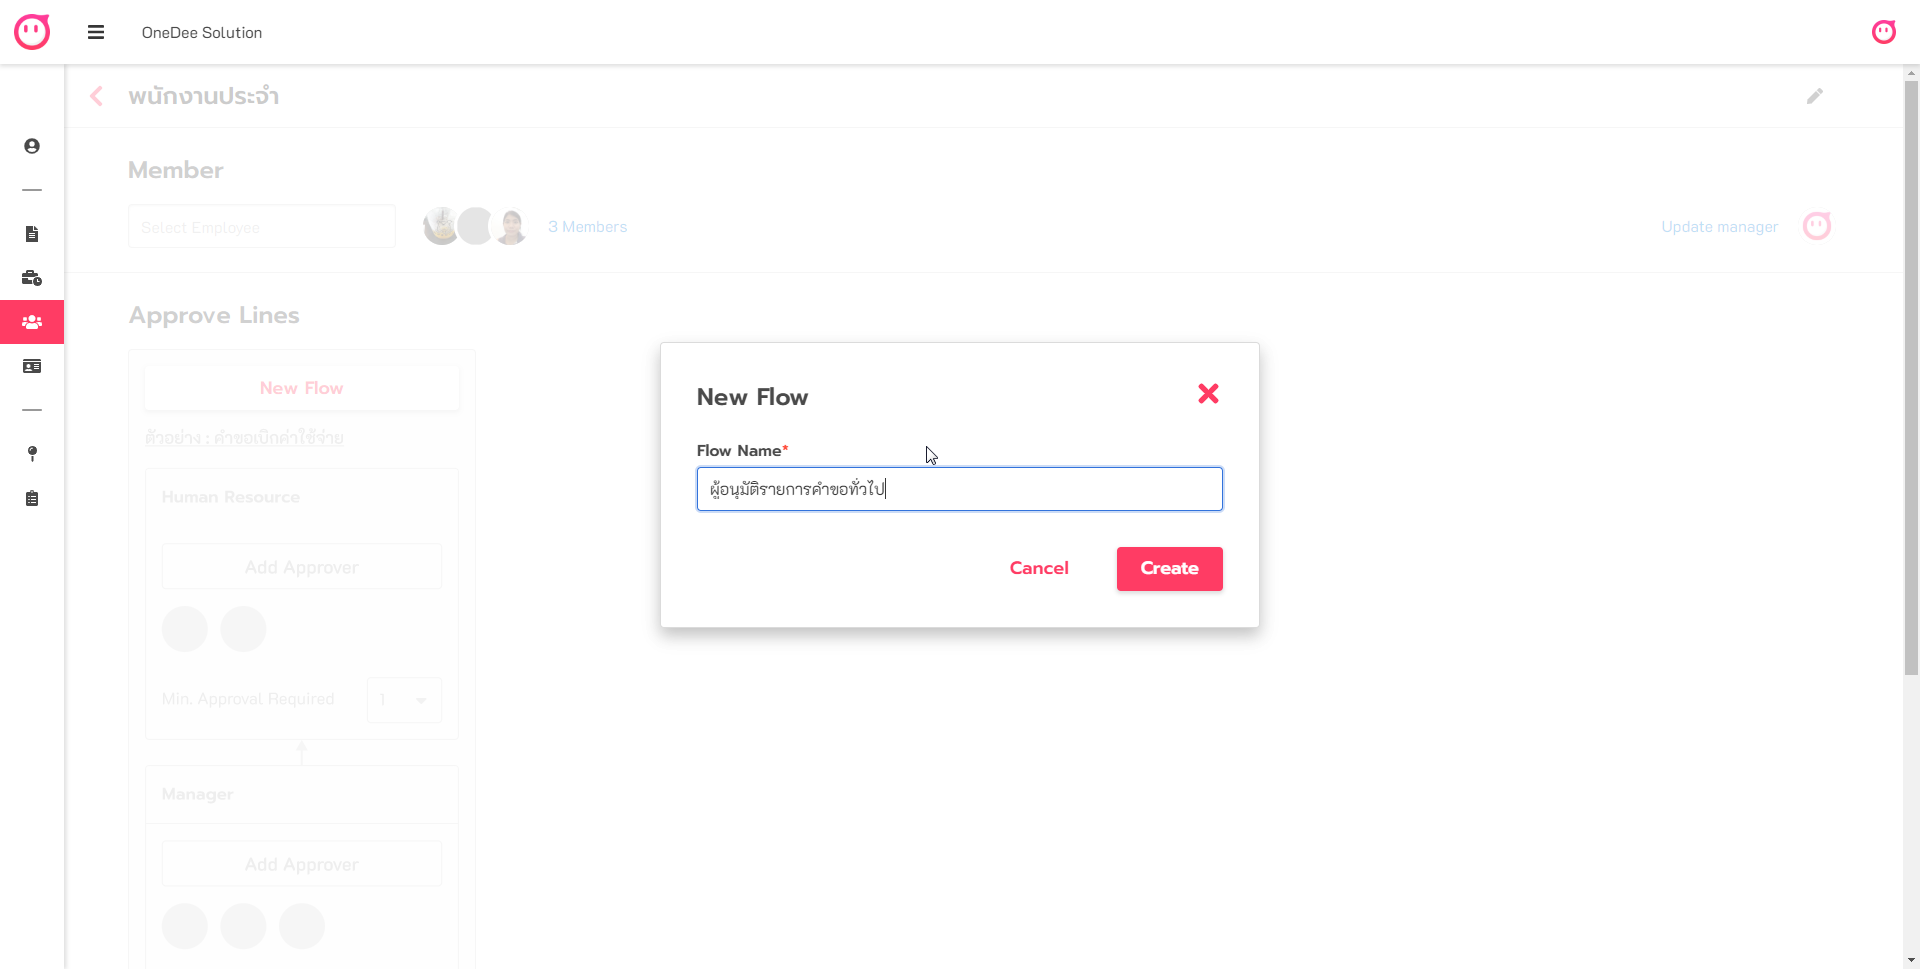 OneDee Solution
พนักงานประจำ
Member
Select Employee
3 Members
Update manager
Approve Lines
New Flow
ตัวอย่าง : คำขอเบิกค่าใช้จ่าย
Human Resource
Add Approver
Min. Approval Required
1
Manager
Add Approver
New Flow
Flow Name*
ผู้อนุมัติรายการคำขอทั่วไป
Cancel
Create